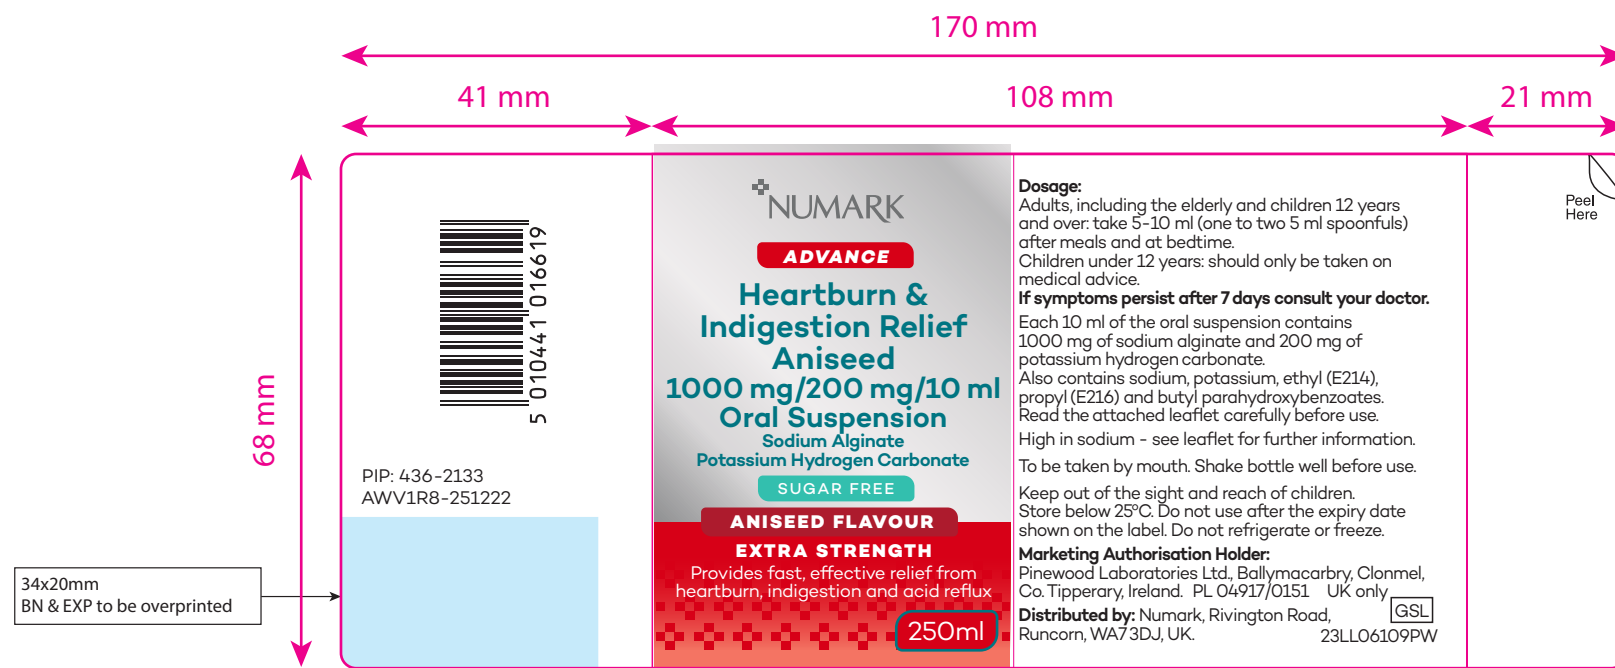 170 mm
41 mm
108 mm
21 mm
68 mm
5 010441 016619
PIP: 436-2133
AWV1R8-251222
34x20mm
BN & EXP to be overprinted
NUMARK
ADVANCE
Heartburn &
Indigestion Relief
Aniseed
1000 mg/200 mg/10 ml
Oral Suspension
Sodium Alginate
Potassium Hydrogen Carbonate
SUGAR FREE
ANISEED FLAVOUR
EXTRA STRENGTH
Provides fast, effective relief from
heartburn, indigestion and acid reflux
250ml
Dosage:
Adults, including the elderly and children 12 years
and over: take 5-10 ml (one to two 5 ml spoonfuls)
after meals and at bedtime.
Children under 12 years: should only be taken on
medical advice.
If symptoms persist after 7 days consult your doctor.
Each 10 ml of the oral suspension contains
1000 mg of sodium alginate and 200 mg of
potassium hydrogen carbonate.
Also contains sodium, potassium, ethyl (E214),
propyl (E216) and butyl parahydroxybenzoates.
Read the attached leaflet carefully before use.
High in sodium - see leaflet for further information.
To be taken by mouth. Shake bottle well before use.
Keep out of the sight and reach of children.
Store below 25°C. Do not use after the expiry date
shown on the label. Do not refrigerate or freeze.
Marketing Authorisation Holder:
Pinewood Laboratories Ltd., Ballymacarbry, Clonmel,
Co. Tipperary, Ireland. PL 04917/0151 UK only
Distributed by: Numark, Rivington Road,
Runcorn, WA7 3DJ, UK.
GSL
23LL06109PW
Peel
Here